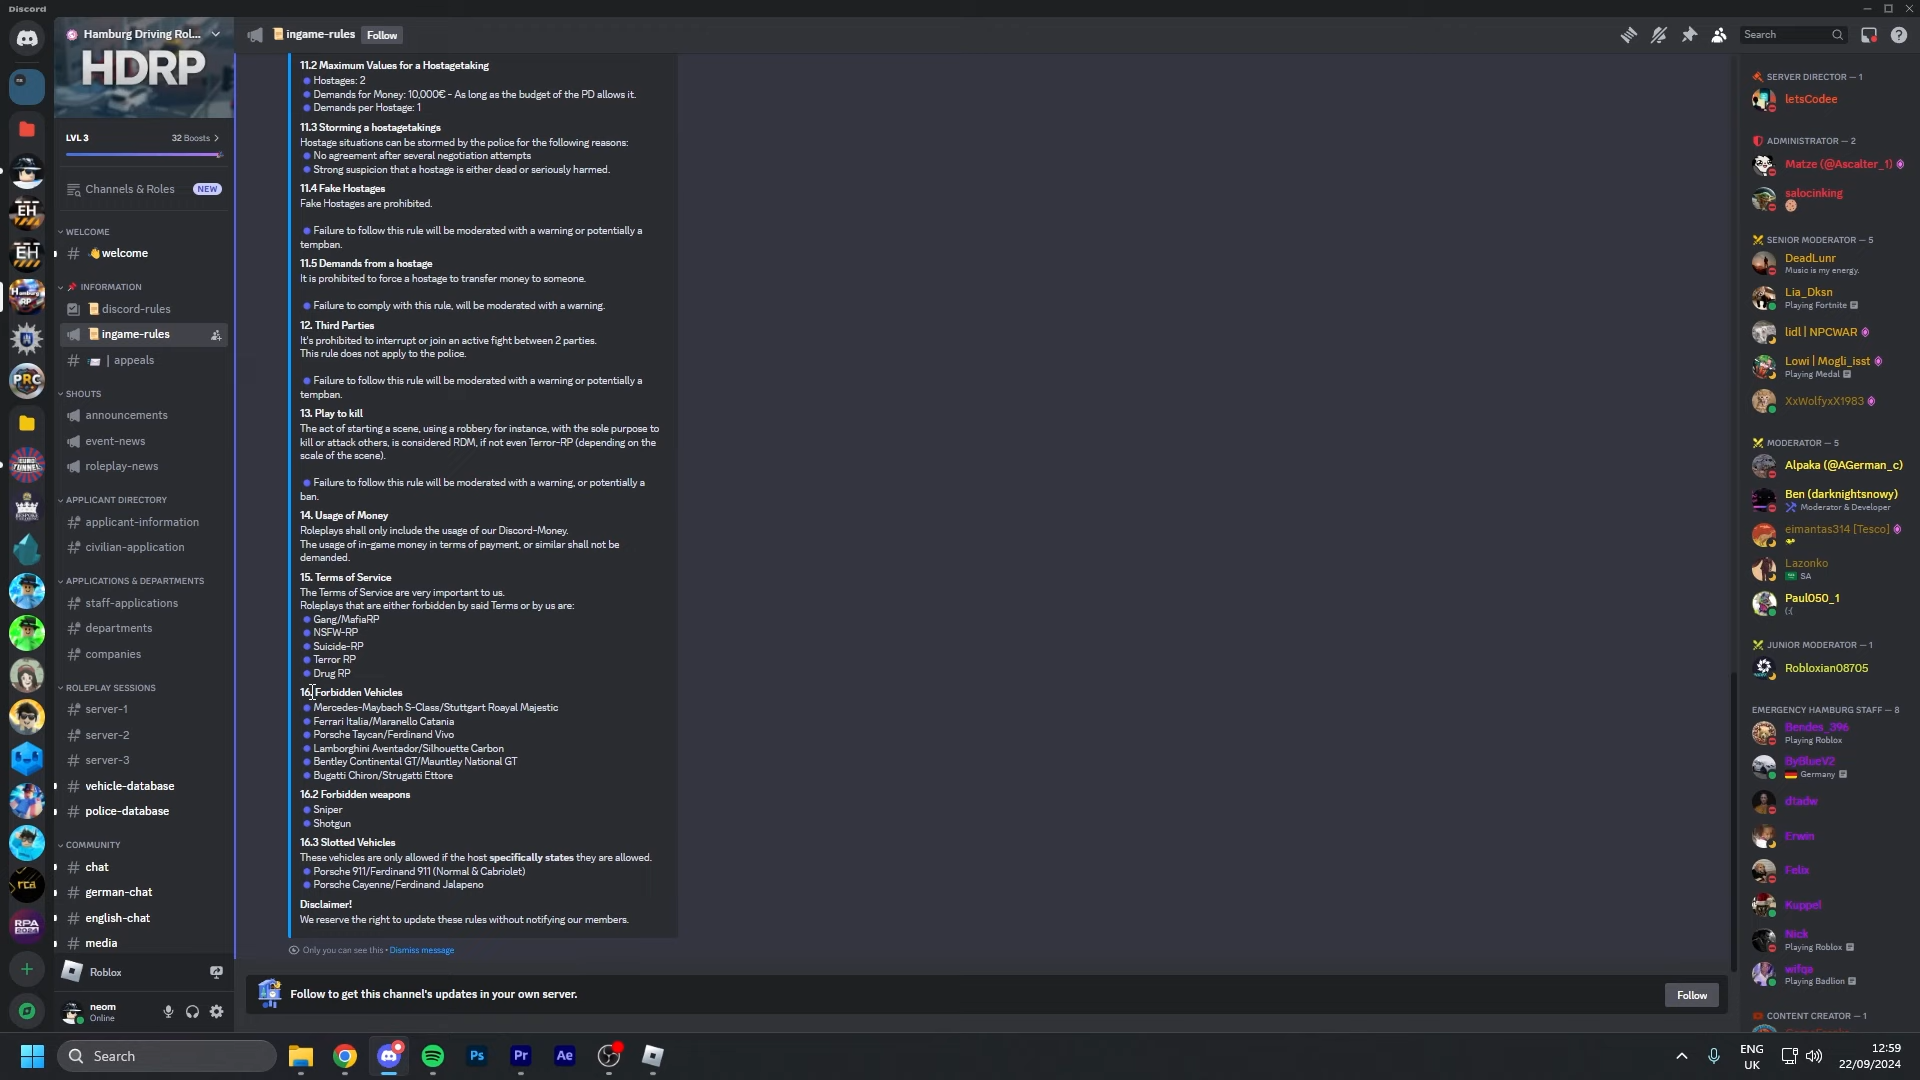 Discord
Hamburg Driving Rol...
HDRP
LVL 3
32 Boosts
Channels & Roles
NEW
WELCOME
welcome
INFORMATION
discord-rules
ingame-rules
| appeals
SHOUTS
announcements
event-news
roleplay-news
APPLICANT DIRECTORY
applicant-information
civilian-application
APPLICATIONS & DEPARTMENTS
staff-applications
departments
companies
ROLEPLAY SESSIONS
server-1
server-2
server-3
vehicle-database
police-database
COMMUNITY
chat
german-chat
english-chat
media
Roblox
neom
Online
EH
EH
Hamburg
RP
PRC
EURO
TUNNEL
rca
RPA
2024
ingame-rules
Follow
Search
11.2 Maximum Values for a Hostagetaking
Hostages: 2
Demands for Money: 10,000€ - As long as the budget of the PD allows it.
Demands per Hostage: 1
11.3 Storming a hostagetakings
Hostage situations can be stormed by the police for the following reasons:
No agreement after several negotiation attempts
Strong suspicion that a hostage is either dead or seriously harmed.
11.4 Fake Hostages
Fake Hostages are prohibited.
Failure to follow this rule will be moderated with a warning or potentially a
tempban.
11.5 Demands from a hostage
It is prohibited to force a hostage to transfer money to someone.
Failure to comply with this rule, will be moderated with a warning.
12. Third Parties
It's prohibited to interrupt or join an active fight between 2 parties.
This rule does not apply to the police.
Failure to follow this rule will be moderated with a warning or potentially a
tempban.
13. Play to kill
The act of starting a scene, using a robbery for instance, with the sole purpose to
kill or attack others, is considered RDM, if not even Terror-RP (depending on the
scale of the scene).
Failure to follow this rule will be moderated with a warning, or potentially a
ban.
14. Usage of Money
Roleplays shall only include the usage of our Discord-Money.
The usage of in-game money in terms of payment, or similar shall not be
demanded.
15. Terms of Service
The Terms of Service are very important to us.
Roleplays that are either forbidden by said Terms or by us are:
Gang/MafiaRP
NSFW-RP
Suicide-RP
Terror RP
Drug RP
16. Forbidden Vehicles
Mercedes-Maybach S-Class/Stuttgart Roayal Majestic
Ferrari Italia/Maranello Catania
Porsche Taycan/Ferdinand Vivo
Lamborghini Aventador/Silhouette Carbon
Bentley Continental GT/Mauntley National GT
Bugatti Chiron/Strugatti Ettore
16.2 Forbidden weapons
Sniper
Shotgun
16.3 Slotted Vehicles
These vehicles are only allowed if the host specifically states they are allowed.
Porsche 911/Ferdinand 911 (Normal & Cabriolet)
Porsche Cayenne/Ferdinand Jalapeno
Disclaimer!
We reserve the right to update these rules without notifying our members.
Only you can see this • Dismiss message
Follow to get this channel's updates in your own server.
Follow
SERVER DIRECTOR — 1
letsCodee
ADMINISTRATOR — 2
Matze (@Ascalter_1)
salocinking
SENIOR MODERATOR — 5
DeadLunr
Music is my energy.
Lia_Dksn
Playing Fortnite
lidl | NPCWAR
Lowi | Mogli_isst
Playing Medal
XxWolfyxX1983
MODERATOR — 5
Alpaka (@AGerman_c)
Ben (darknightsnowy)
Moderator & Developer
eimantas314 [Tesco]
Lazonko
SA
Paul050_1
(:(
JUNIOR MODERATOR — 1
Robloxian08705
EMERGENCY HAMBURG STAFF — 8
Bendes_396
Playing Roblox
ByBlueV2
Germany
dtadw
Erwin
Felix
Kuppel
Nick
Playing Roblox
wifqa
Playing Badlion
CONTENT CREATOR — 1
Search
Ps
Pr
Ae
ENG
UK
12:59
22/09/2024